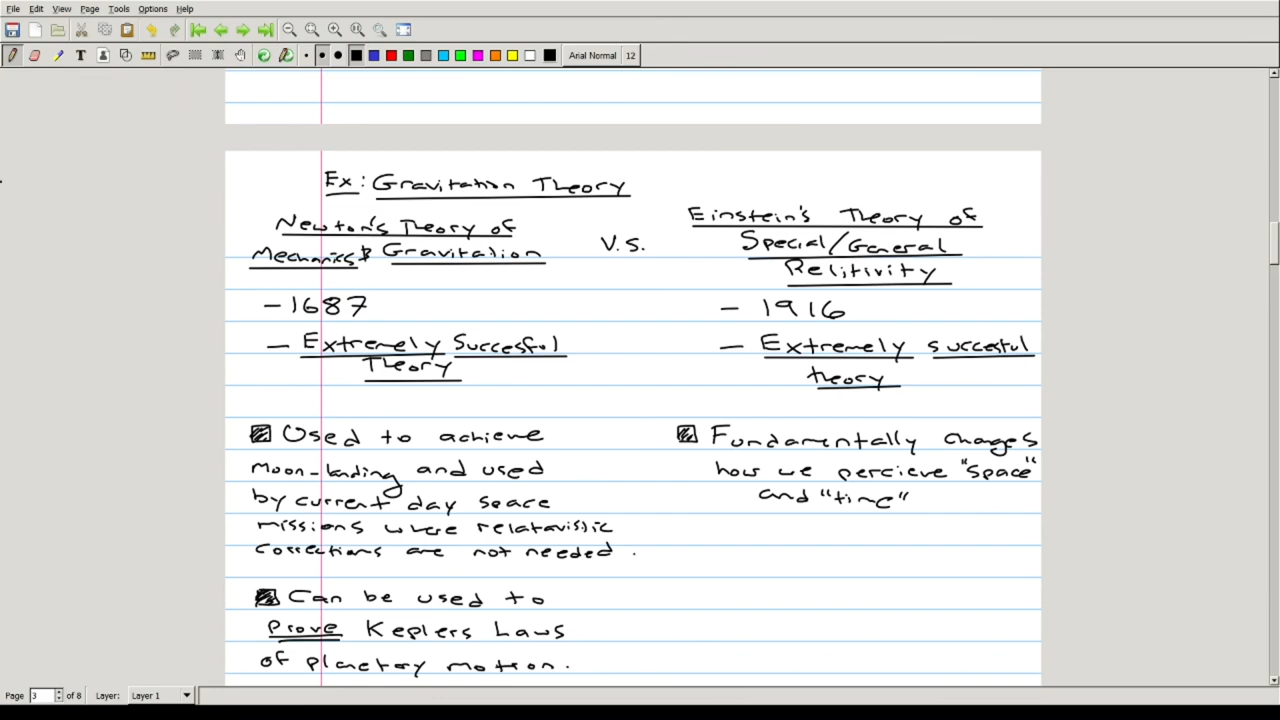 File Edit View Page Tools Options Help
Arial Normal 12
Ex: Gravitation Theory
Newton's Theory of
Mechanics & Gravitation
V.S.
Einstein's Theory of
Special/General
Relitivity
- 1687
- Extremely Succesful
Theory
- 1916
- Extremely succesful
theory
Used to achieve
moon-landing and used
by current day space
missions where relatavistic
corrections are not needed.
Can be used to
prove Keplers Laws
of planetary motion.
Fundamentally changes
how we percieve "space"
and "time"
Page 3 of 8 Layer: Layer 1